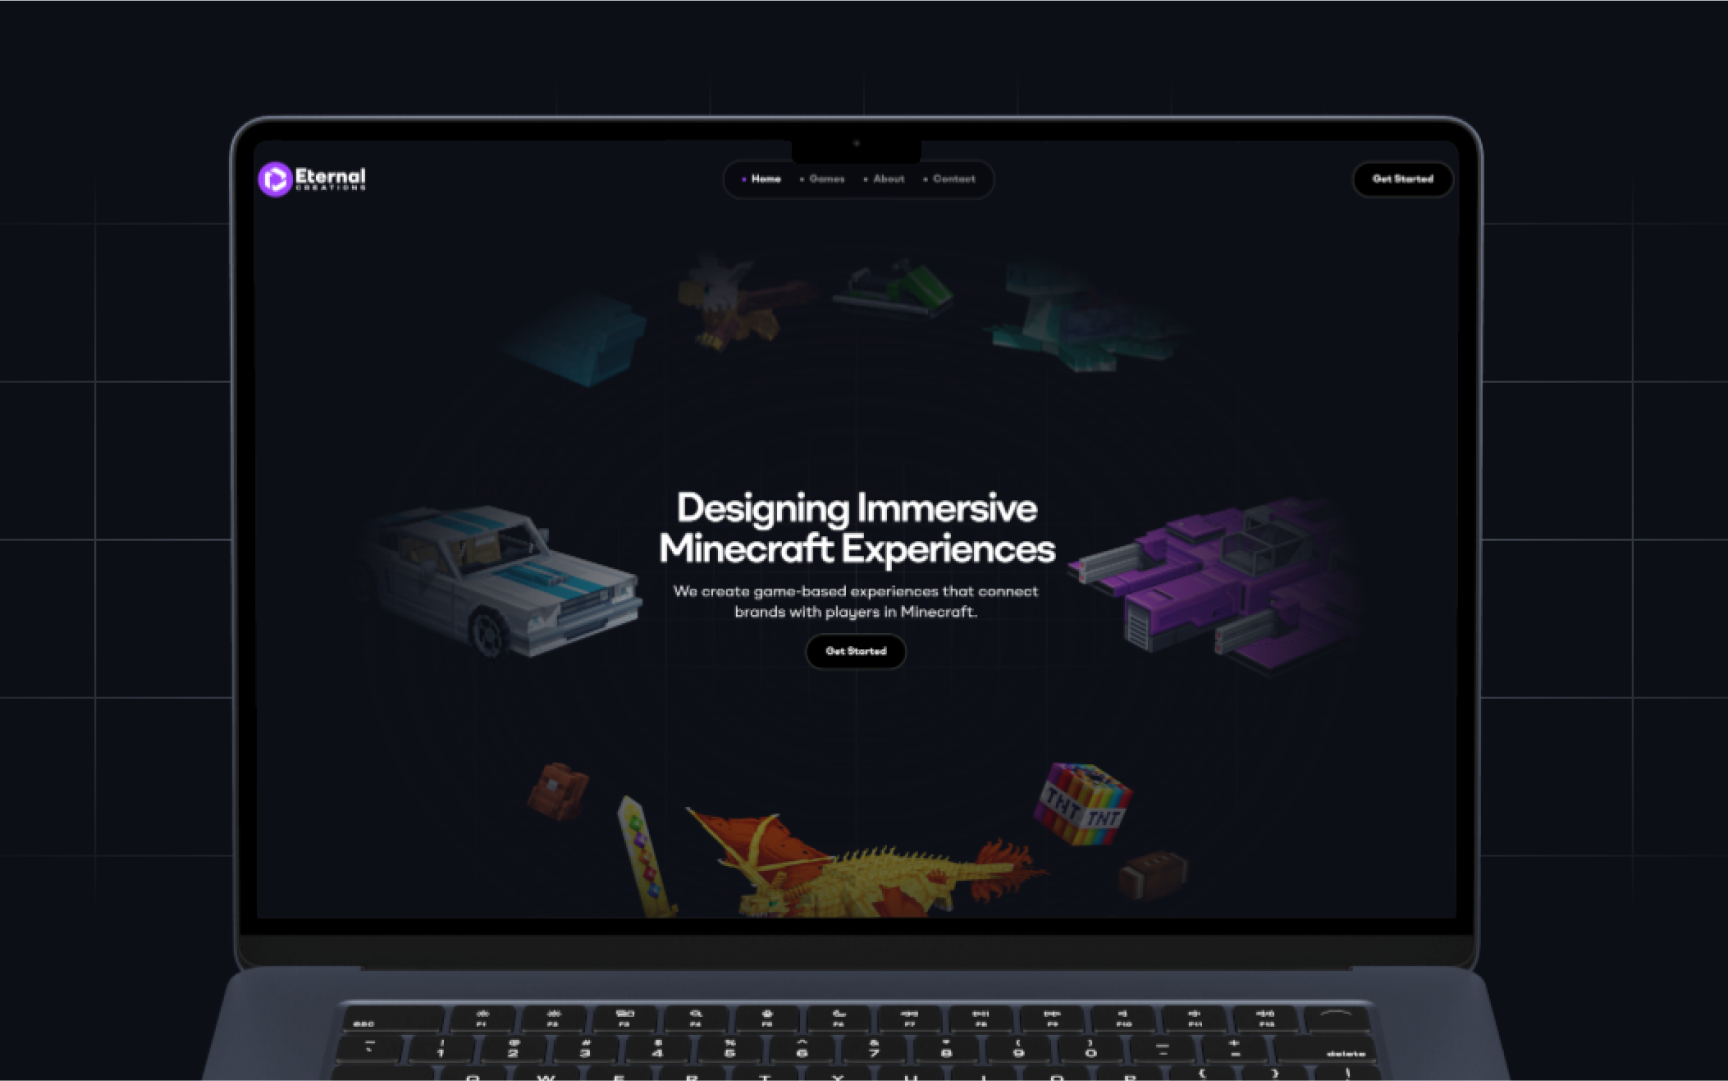 Eternal
CREATIONS
Home
Games
About
Contact
Get Started
Designing Immersive
Minecraft Experiences
We create game-based experiences that connect
brands with players in Minecraft.
Get Started
TNT TNT
esc F1 F2 F3 F4 F5 F6 F7 F8 F9 F10 F11 F12
~ ! @ # $ % ^ & * ( ) — +
` 1 2 3 4 5 6 7 8 9 0 - = delete
Q W E R T Y U I O P { }